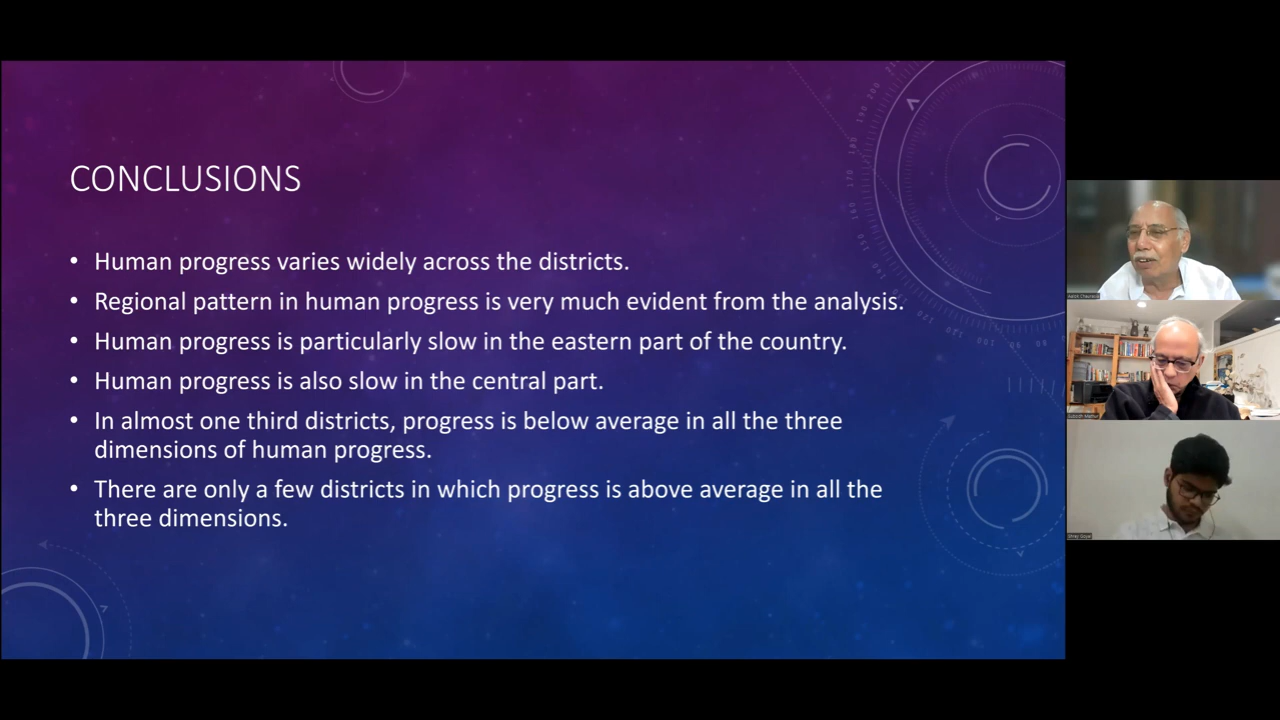 CONCLUSIONS
• Human progress varies widely across the districts.
• Regional pattern in human progress is very much evident from the analysis.
• Human progress is particularly slow in the eastern part of the country.
• Human progress is also slow in the central part.
• In almost one third districts, progress is below average in all the three
dimensions of human progress.
• There are only a few districts in which progress is above average in all the
three dimensions.